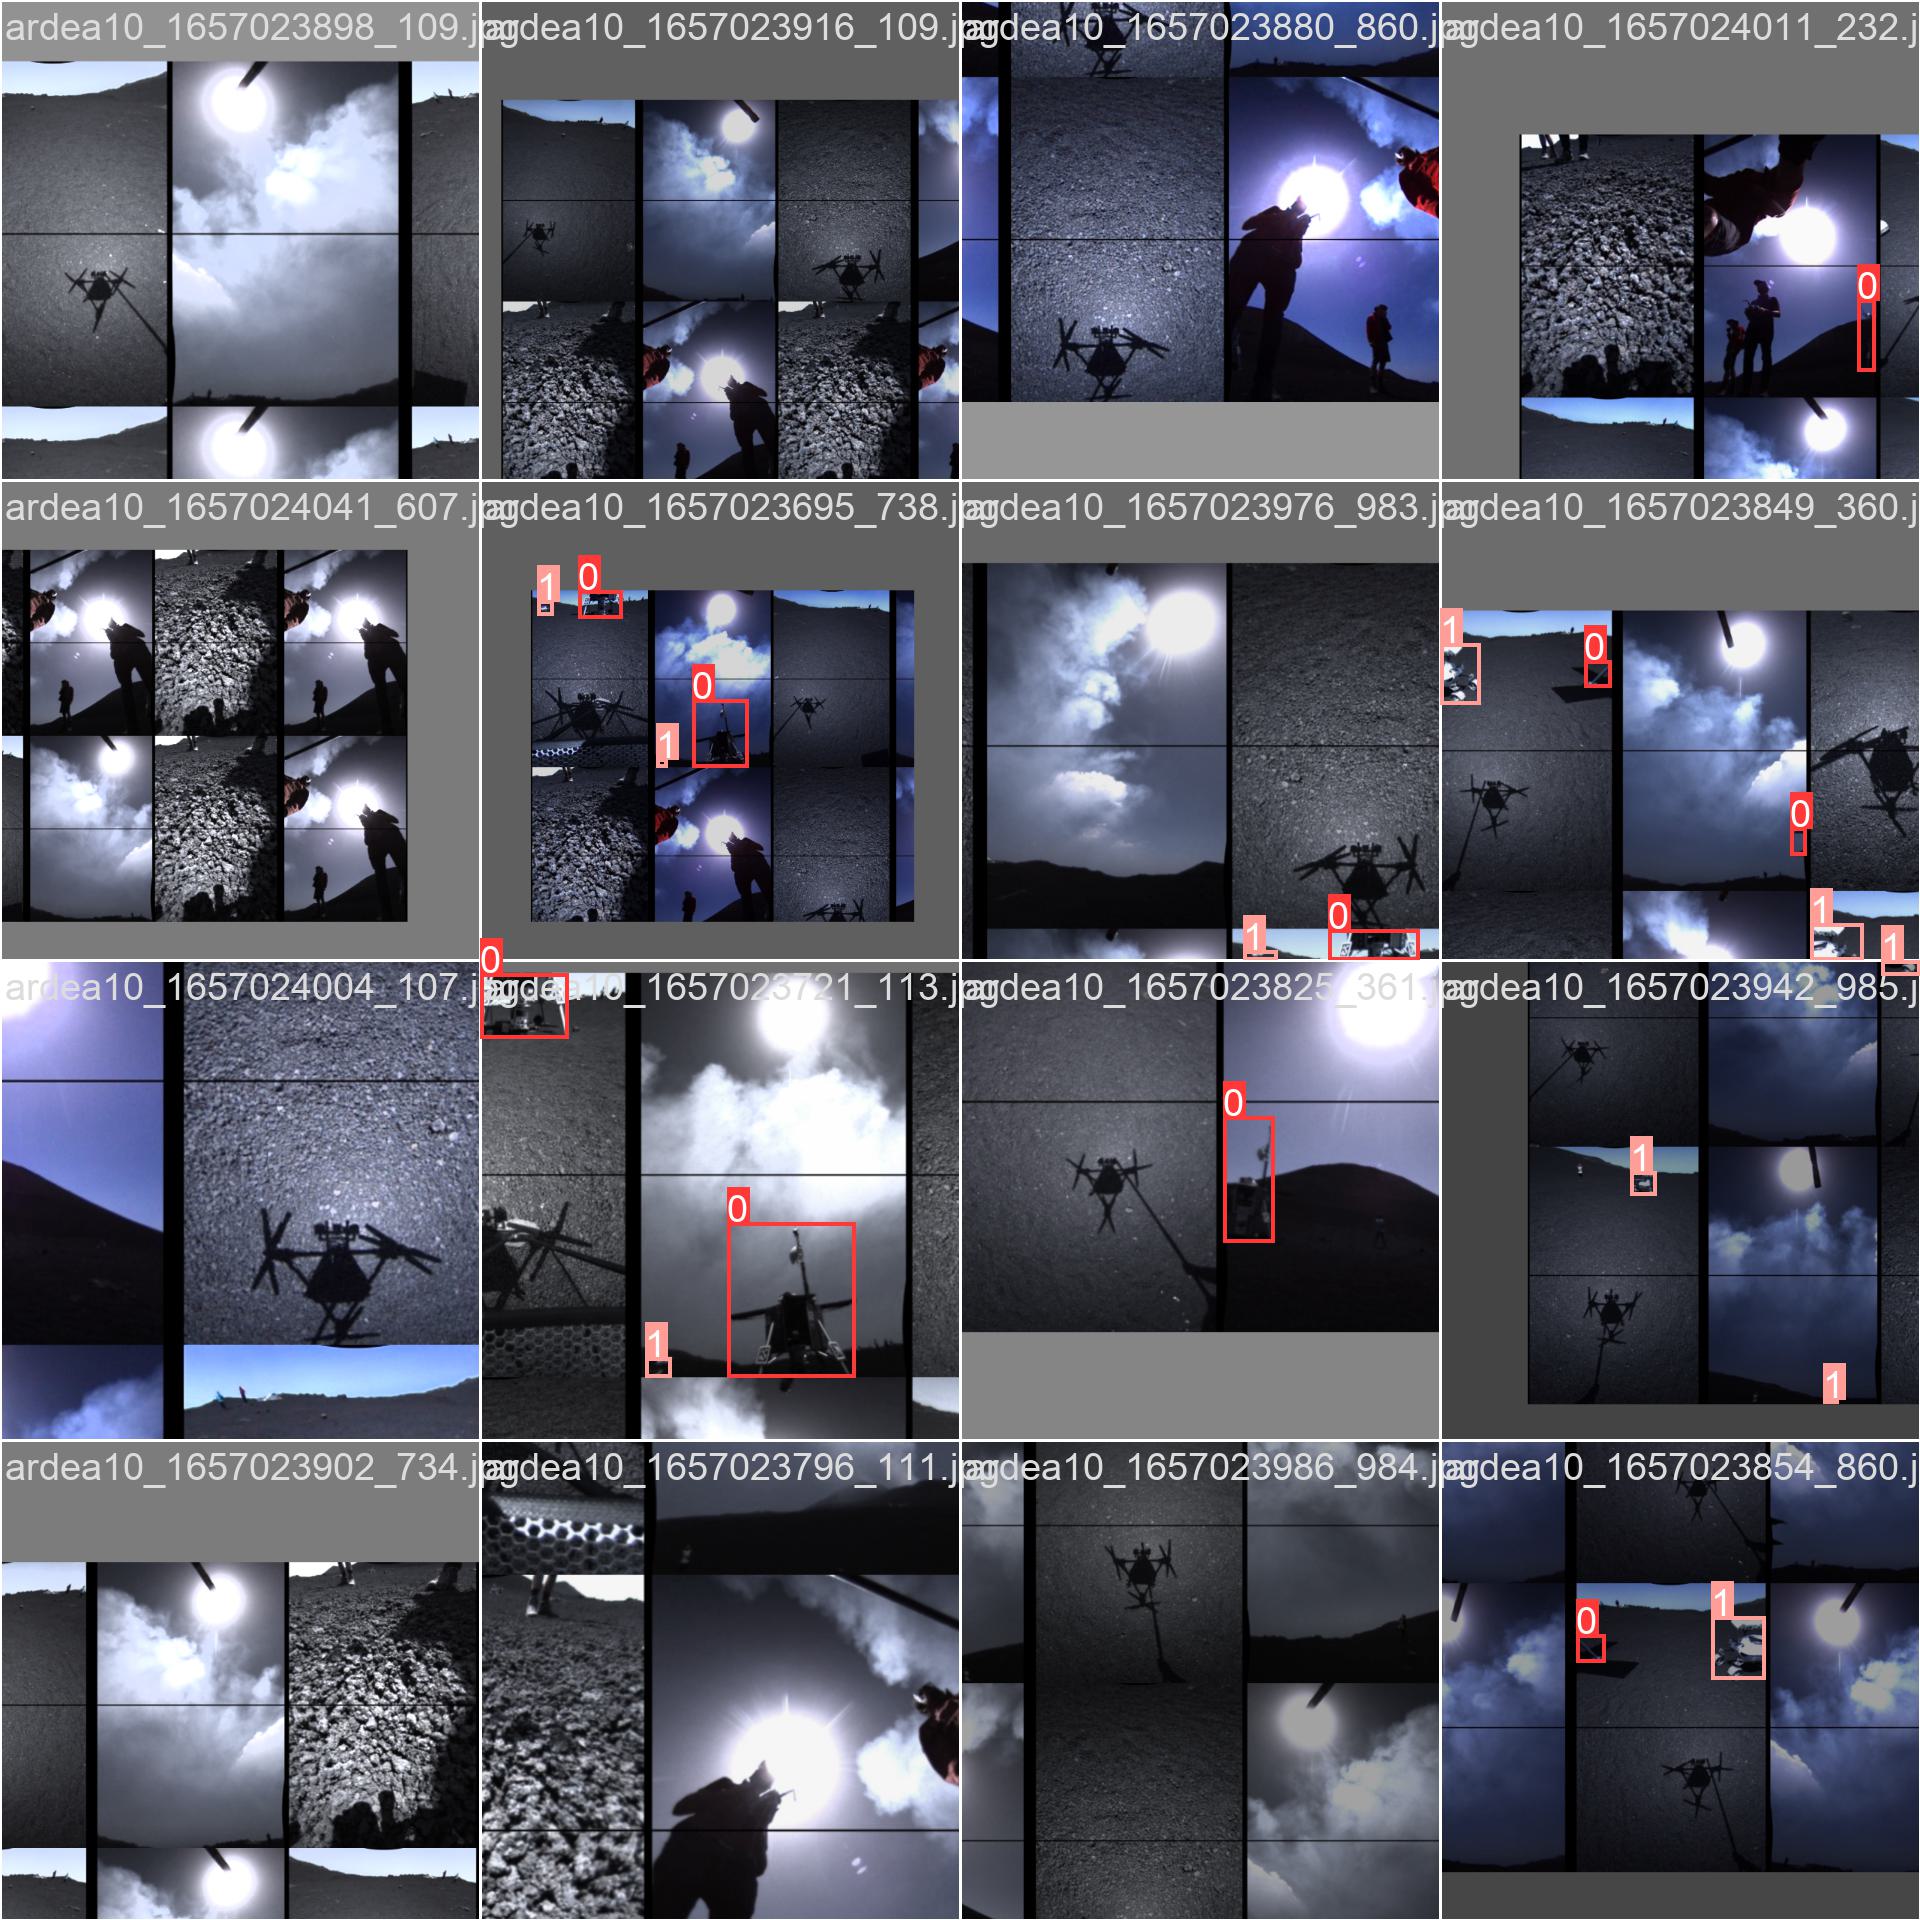 ardea10_1657023898_109.jpg
ardea10_1657023916_109.jpg
ardea10_1657023880_860.jpg
ardea10_1657024011_232.j
0
ardea10_1657024041_607.jpg
ardea10_1657023695_738.jpg
ardea10_1657023976_983.jpg
ardea10_1657023849_360.j
1
0
0
1
1
0
0
0
1
1
1
0
ardea10_1657024004_107.jpg
ardea10_1657023721_113.jpg
ardea10_1657023825_361.jpg
ardea10_1657023942_985.j
0
0
1
0
1
1
ardea10_1657023902_734.jpg
ardea10_1657023796_111.jpg
ardea10_1657023986_984.jpg
ardea10_1657023854_860.j
0
1